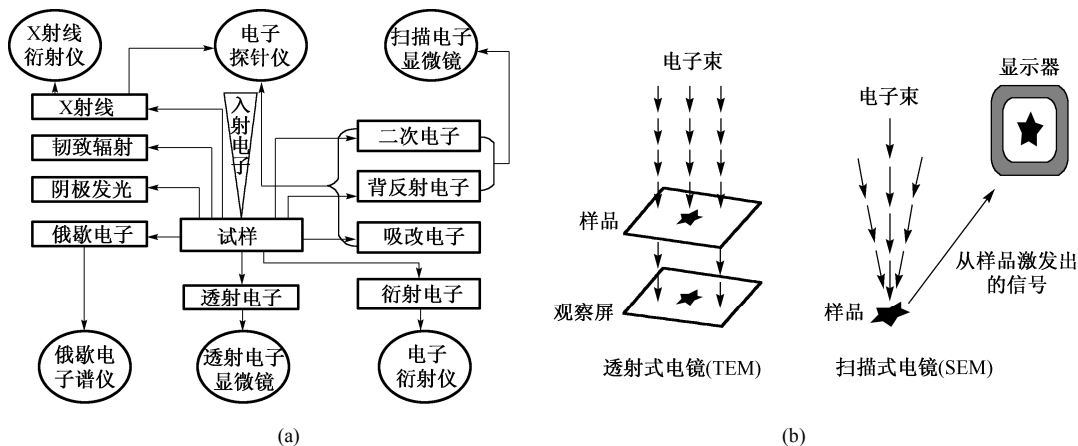 X射线
衍射仪
电子
探针仪
扫描电子
显微镜
X射线
入射电子
二次电子
韧致辐射
背反射电子
阴极发光
俄歇电子
试样
吸改电子
透射电子
衍射电子
俄歇电
子谱仪
透射电子
显微镜
电子
衍射仪
(a)
电子束
样品
观察屏
透射式电镜(TEM)
显示器
电子束
从样品激发出
的信号
样品
扫描式电镜(SEM)
(b)